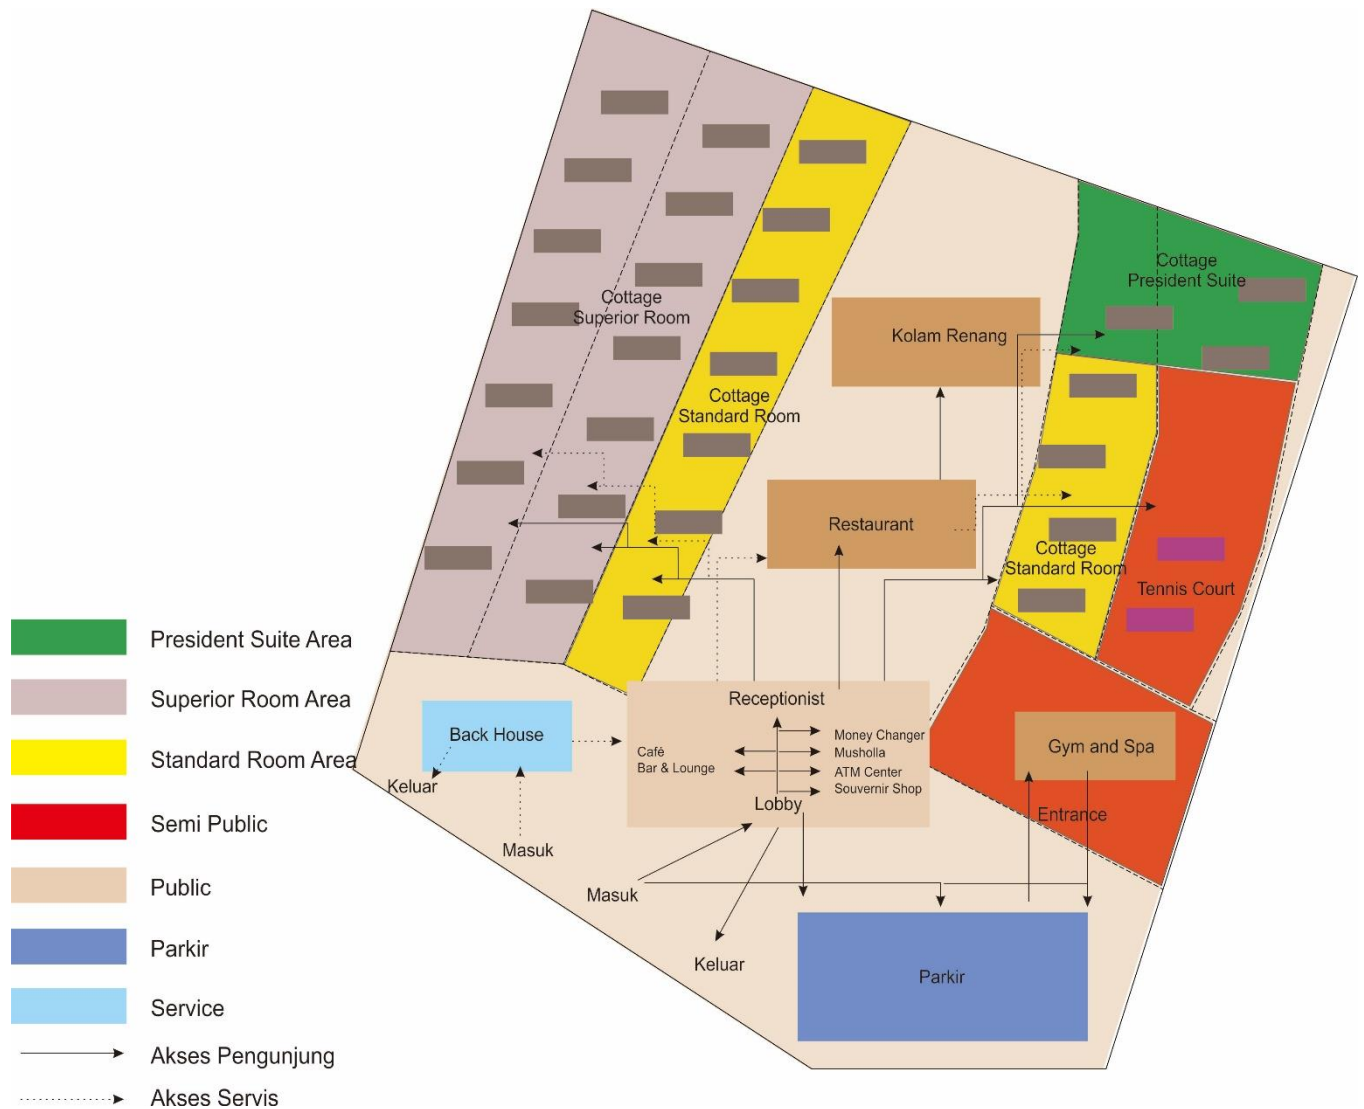 Cottage
President Suite
Cottage
Superior Room
Kolam Renang
Cottage
Standard Room
Restaurant
Cottage
Standard Room
Tennis Court
President Suite Area
Superior Room Area
Standard Room Area
Semi Public
Public
Parkir
Service
Akses Pengunjung
Akses Servis
Back House
Keluar
Masuk
Receptionist
Money Changer
Café
Musholla
Bar & Lounge
ATM Center
Souvernir Shop
Lobby
Gym and Spa
Entrance
Masuk
Keluar
Parkir